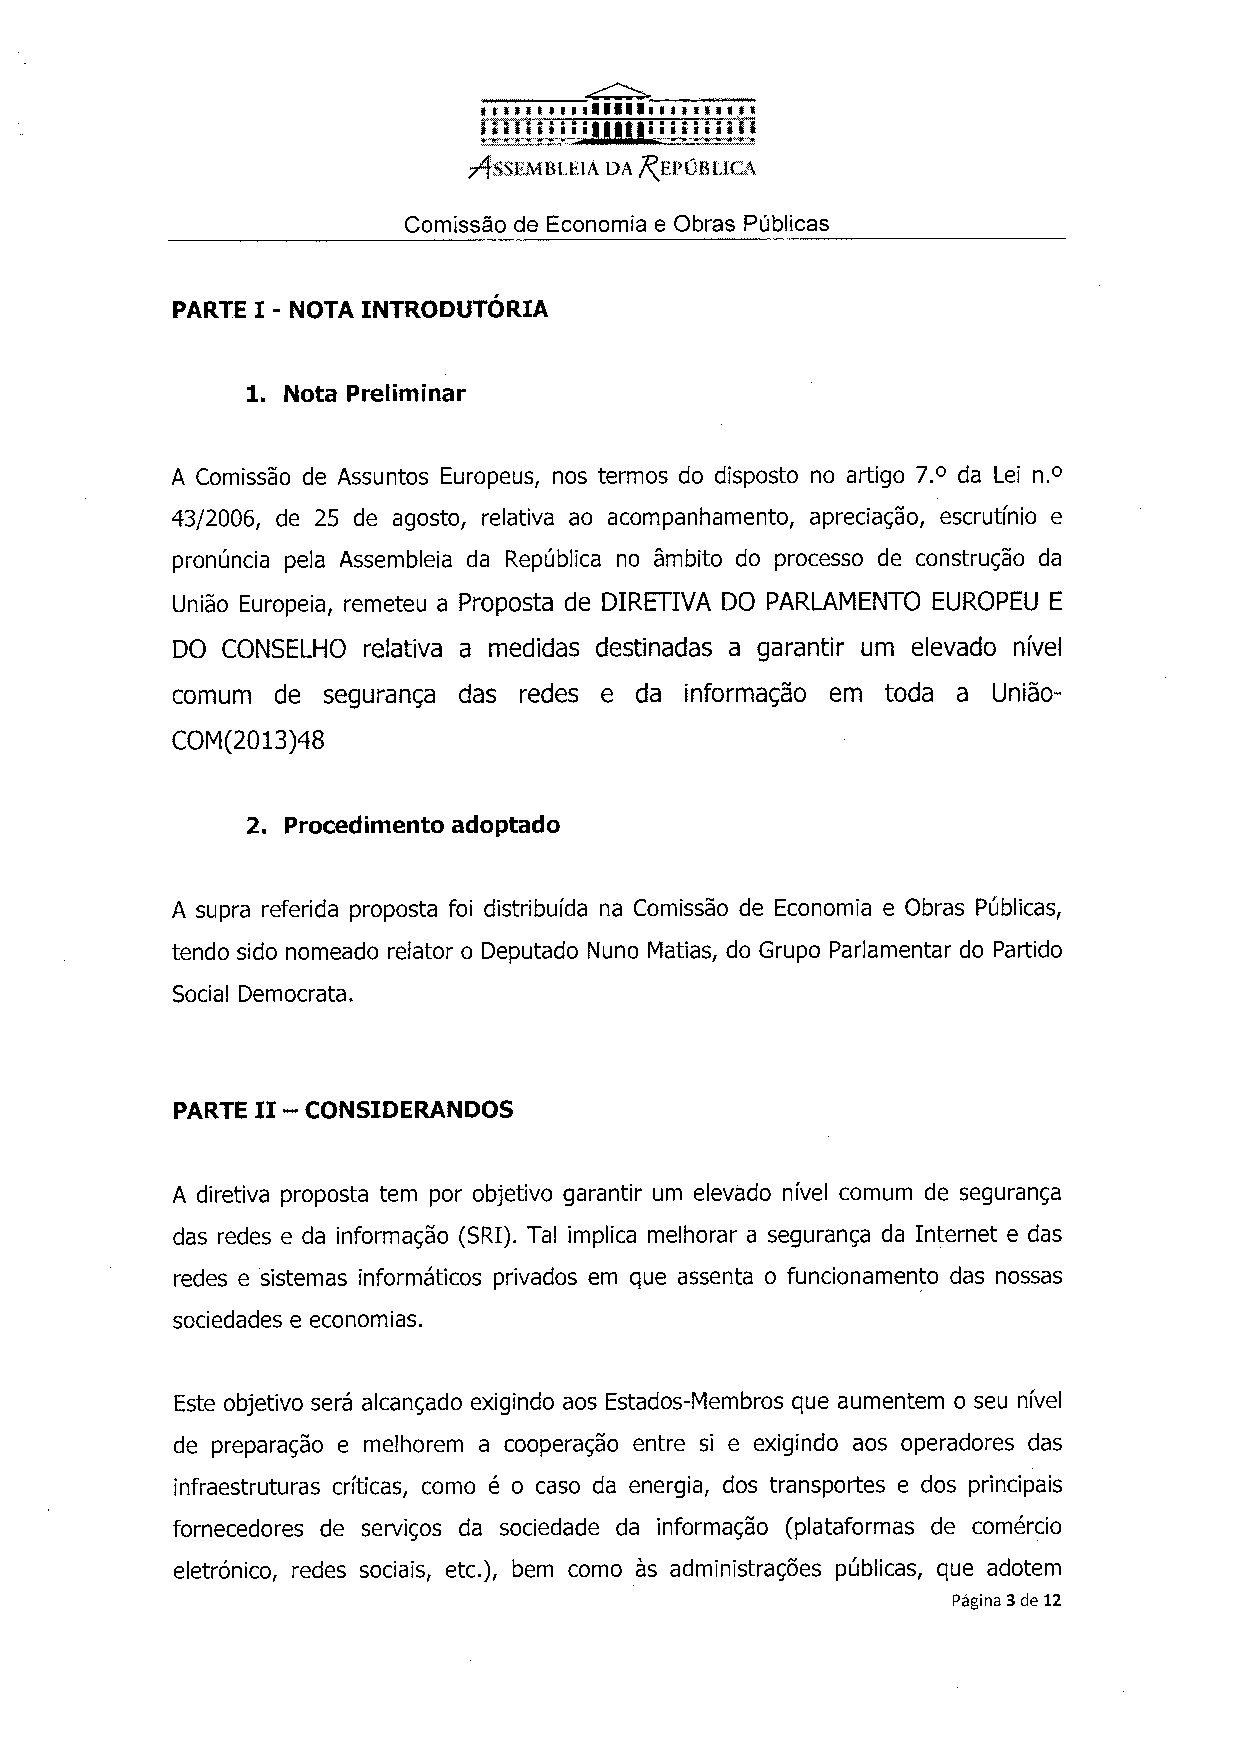 ASSEMBLEIA DA REPÚBLICA
Comissão de Economia e Obras Públicas
PARTE I - NOTA INTRODUTÓRIA
1. Nota Preliminar
A Comissão de Assuntos Europeus, nos termos do disposto no artigo 7.º da Lei n.º
43/2006, de 25 de agosto, relativa ao acompanhamento, apreciação, escrutínio e
pronúncia pela Assembleia da República no âmbito do processo de construção da
União Europeia, remeteu a Proposta de DIRETIVA DO PARLAMENTO EUROPEU E
DO CONSELHO relativa a medidas destinadas a garantir um elevado nível
comum de segurança das redes e da informação em toda a União-
COM(2013)48
2. Procedimento adoptado
A supra referida proposta foi distribuída na Comissão de Economia e Obras Públicas,
tendo sido nomeado relator o Deputado Nuno Matias, do Grupo Parlamentar do Partido
Social Democrata.
PARTE II – CONSIDERANDOS
A diretiva proposta tem por objetivo garantir um elevado nível comum de segurança
das redes e da informação (SRI). Tal implica melhorar a segurança da Internet e das
redes e sistemas informáticos privados em que assenta o funcionamento das nossas
sociedades e economias.
Este objetivo será alcançado exigindo aos Estados-Membros que aumentem o seu nível
de preparação e melhorem a cooperação entre si e exigindo aos operadores das
infraestruturas críticas, como é o caso da energia, dos transportes e dos principais
fornecedores de serviços da sociedade da informação (plataformas de comércio
eletrónico, redes sociais, etc.), bem como às administrações públicas, que adotem
Página 3 de 12